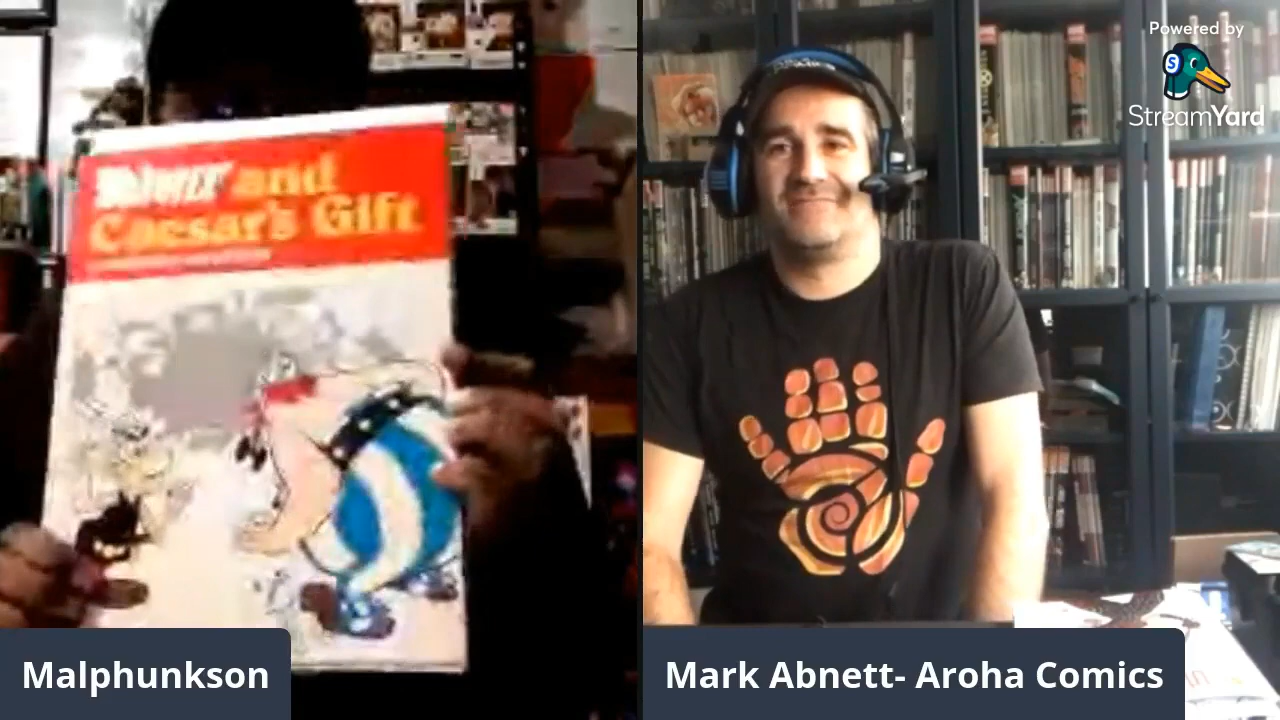 Asterix and
Caesar's Gift
Powered by
StreamYard
Malphunkson
Mark Abnett- Aroha Comics